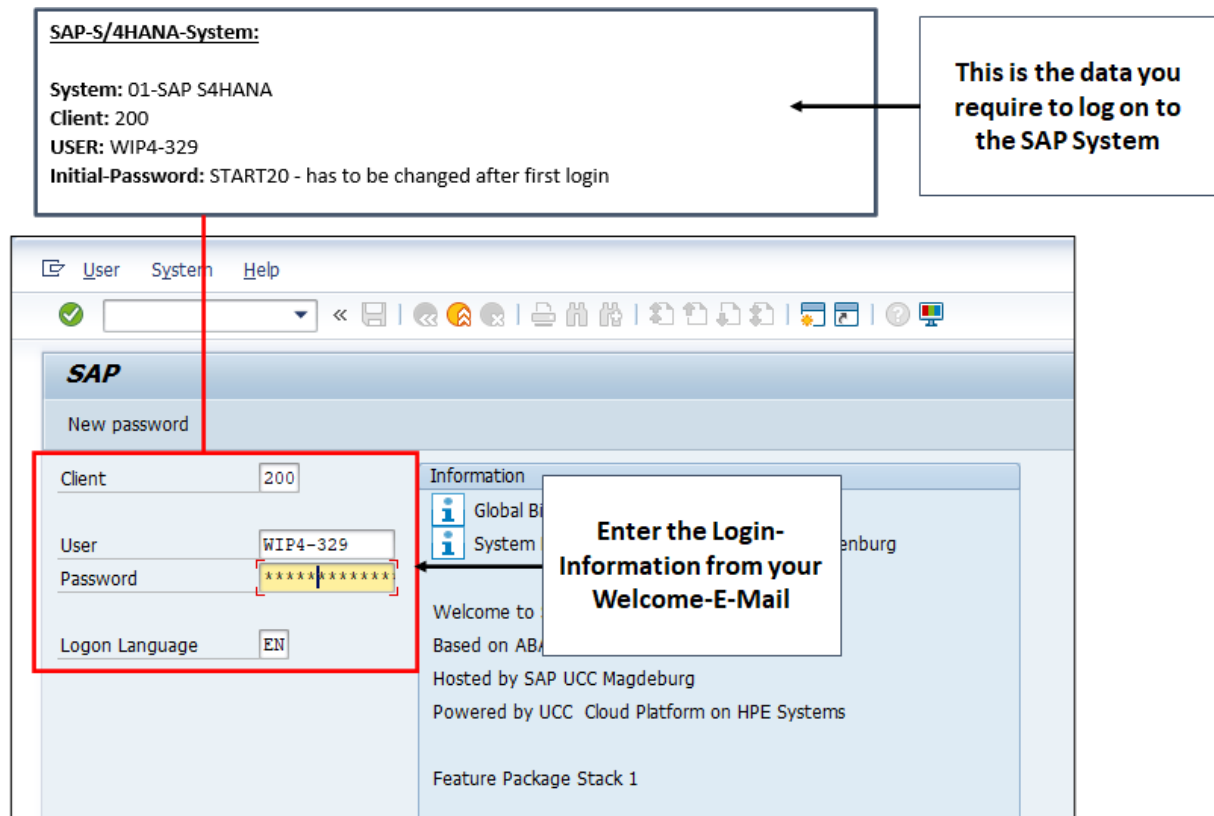 SAP-S/4HANA-System:
System: 01-SAP S4HANA
Client: 200
USER: WIP4-329
Initial-Password: START20 - has to be changed after first login
This is the data you
require to log on to
the SAP System
User System Help
SAP
New password
Client 200
User WIP4-329
Password *************
Logon Language EN
Information
Global Bi
System enburg
Enter the Login-
Information from your
Welcome-E-Mail
Welcome to
Based on ABA
Hosted by SAP UCC Magdeburg
Powered by UCC Cloud Platform on HPE Systems
Feature Package Stack 1